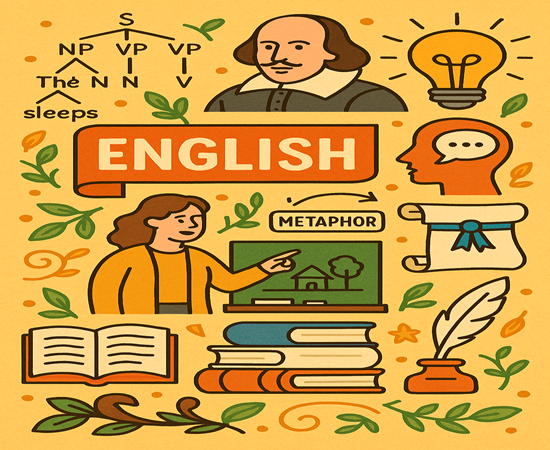 S
NP VP VP
The N N V
sleeps
ENGLISH
METAPHOR